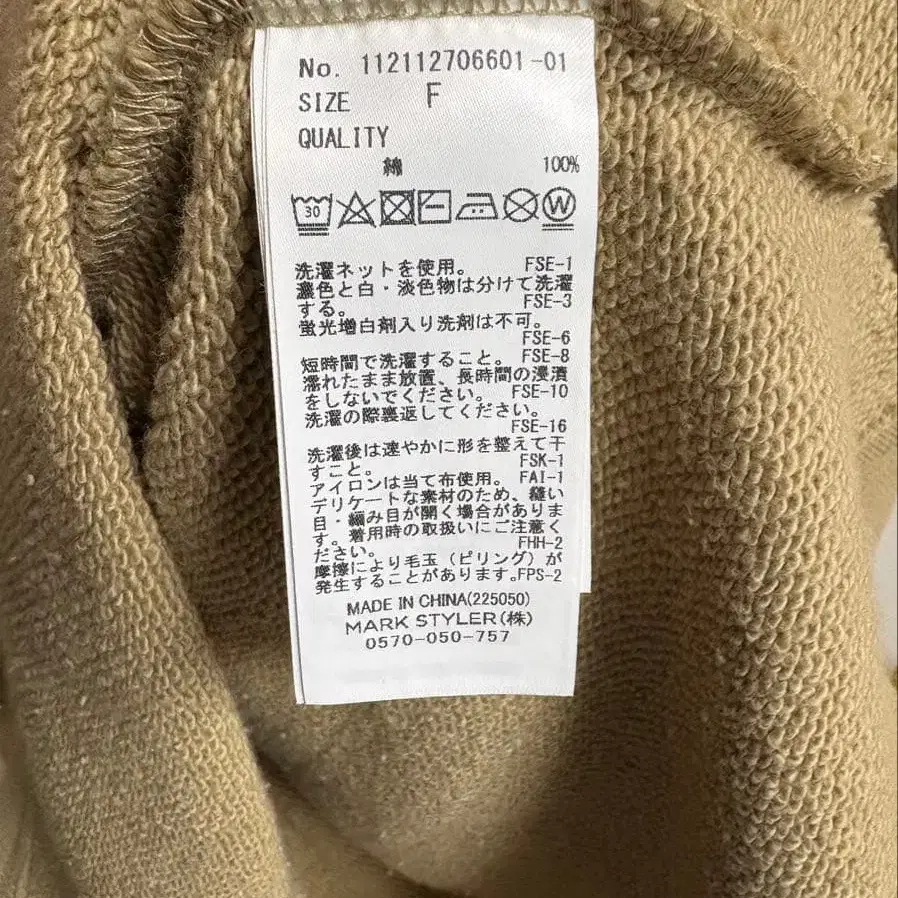 No. 112112706601-01
SIZE F
QUALITY
綿 100%
30 W
洗濯ネットを使用。 FSE-1
濃色と白・淡色物は分けて洗濯
する。 FSE-3
蛍光増白剤入り洗剤は不可。
FSE-6
短時間で洗濯すること。 FSE-8
濡れたまま放置、長時間の浸漬
をしないでください。 FSE-10
洗濯の際裏返してください。
FSE-16
洗濯後は速やかに形を整えて干
すこと。 FSK-1
アイロンは当て布使用。 FAI-1
デリケートな素材のため、縫い
目・編み目が開く場合がありま
す。着用時の取扱いにご注意く
ださい。 FHH-2
摩擦により毛玉（ピリング）が
発生することがあります。FPS-2
MADE IN CHINA(225050)
MARK STYLER(株)
0570-050-757